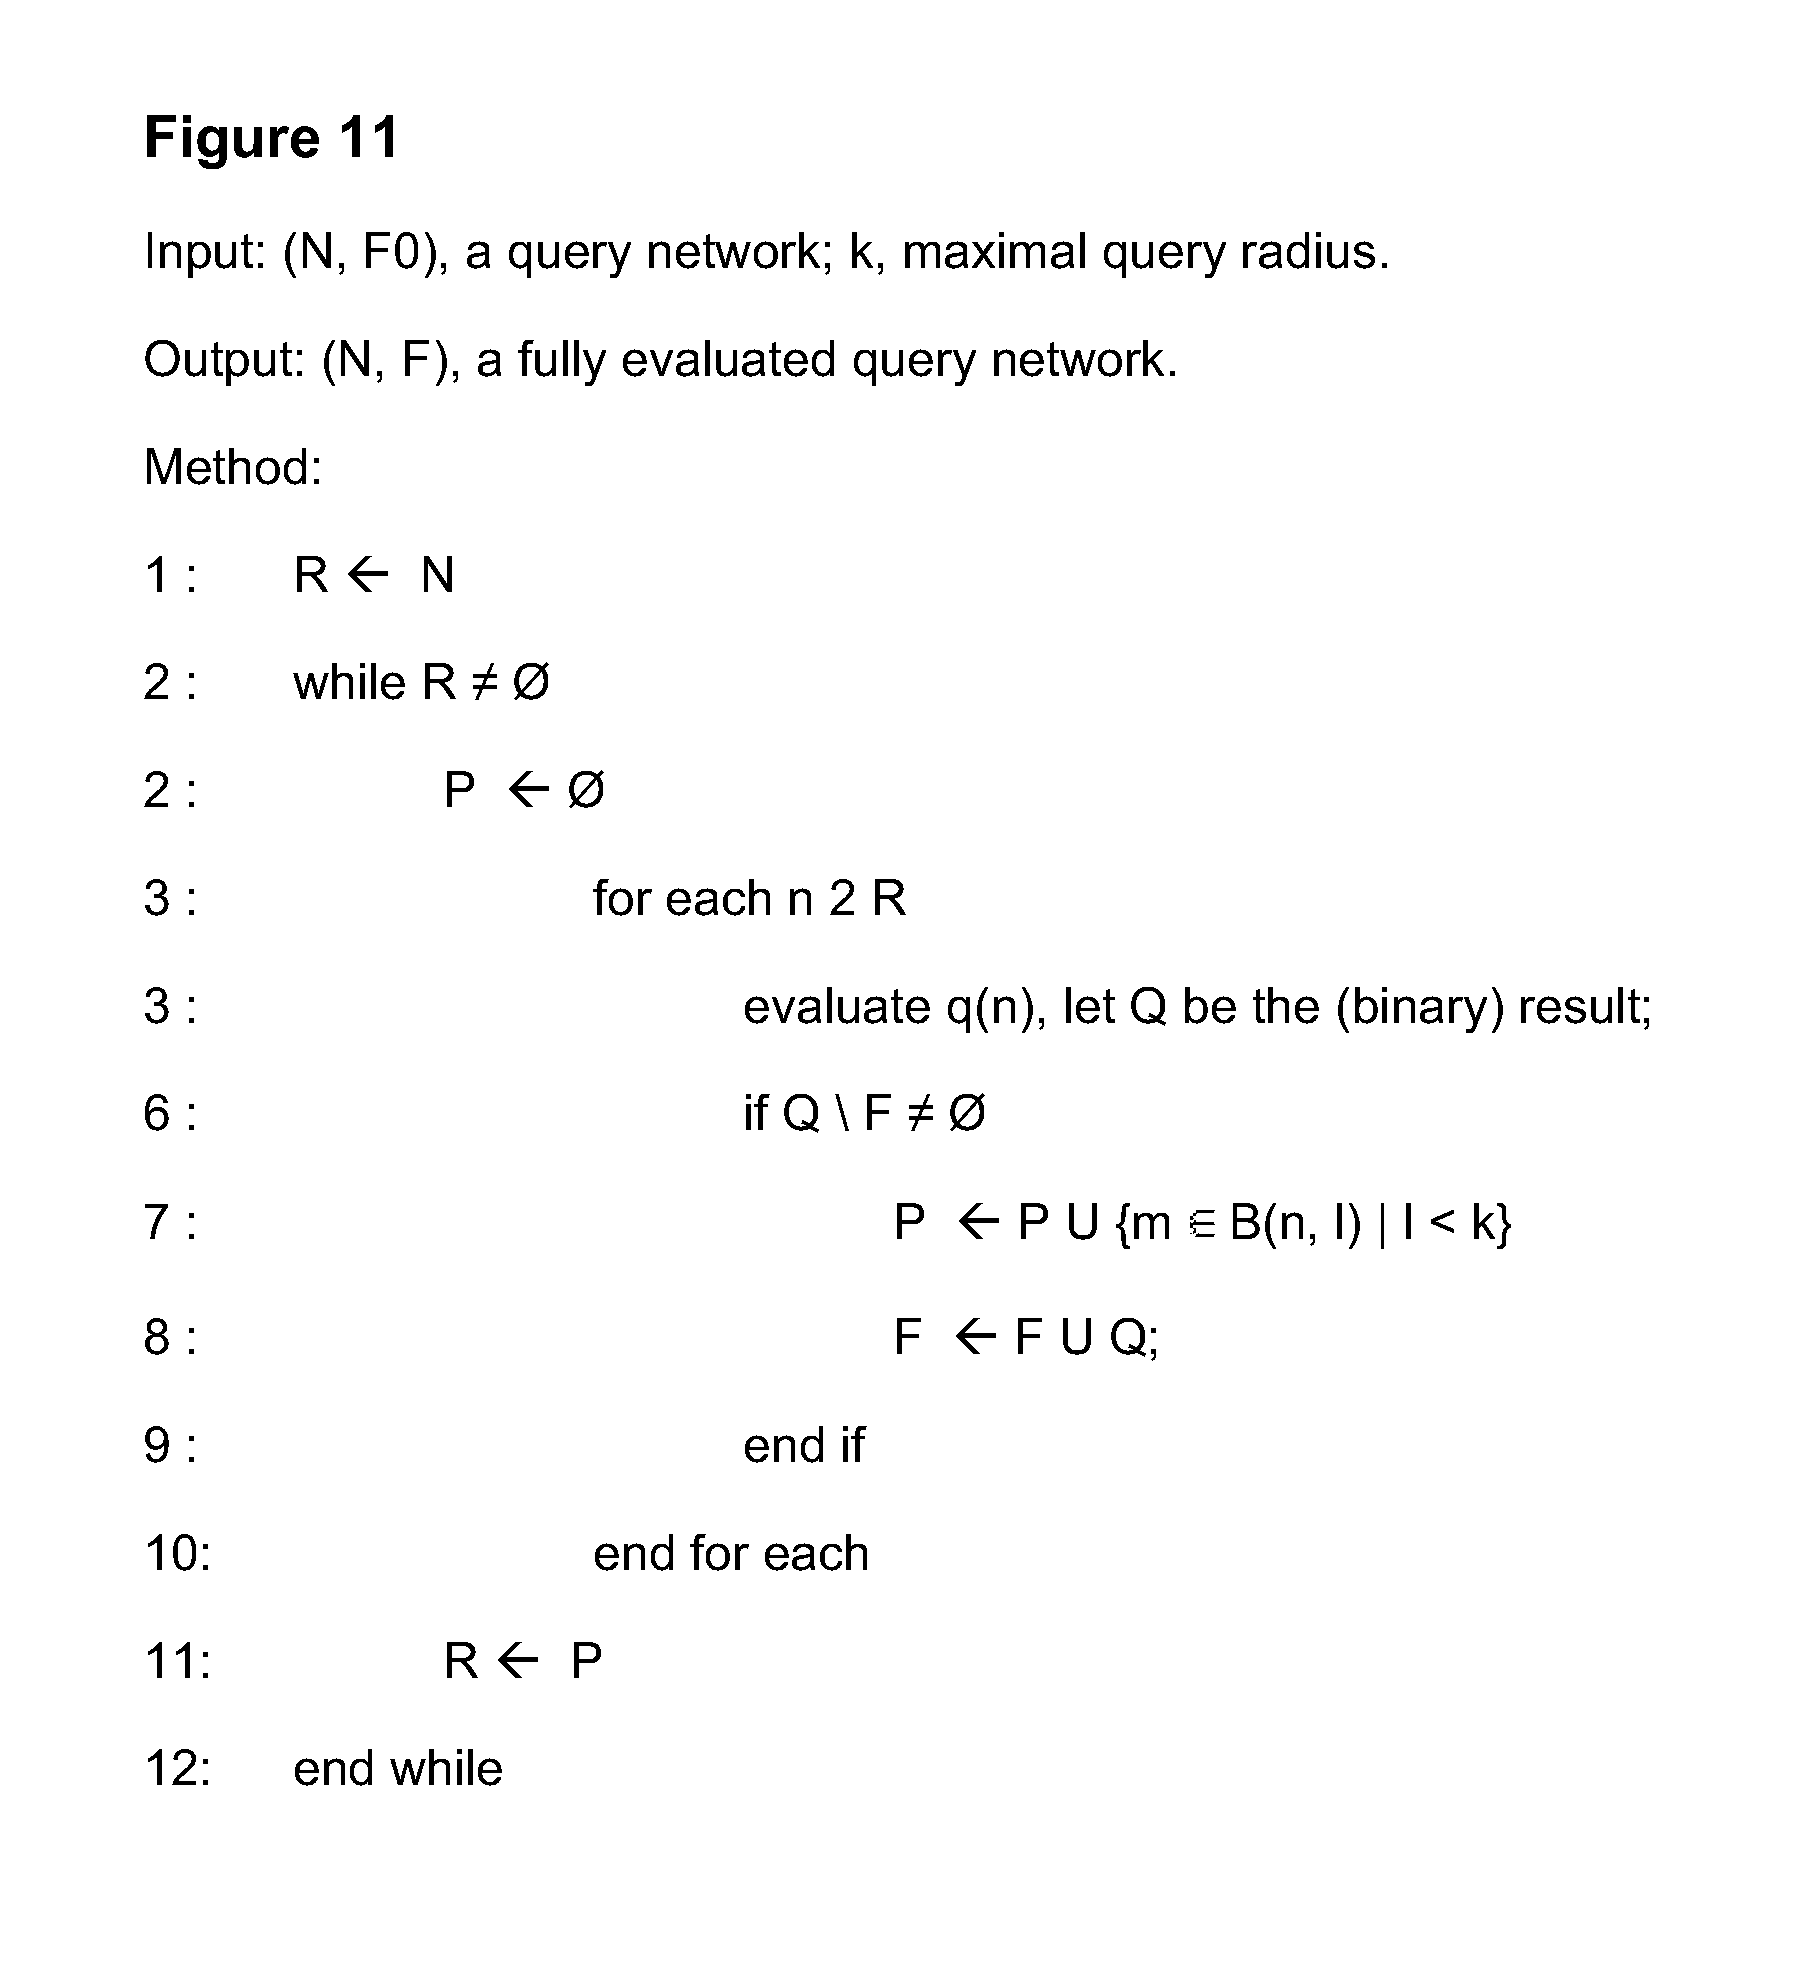 Figure 11
Input: (N, F0), a query network; k, maximal query radius.
Output: (N, F), a fully evaluated query network.
Method:
1 : R ← N
2 : while R ≠ Ø
2 : P ← Ø
3 : for each n 2 R
3 : evaluate q(n), let Q be the (binary) result;
6 : if Q \ F ≠ Ø
7 : P ← P U {m ∈ B(n, l) | l < k}
8 : F ← F U Q;
9 : end if
10: end for each
11: R ← P
12: end while